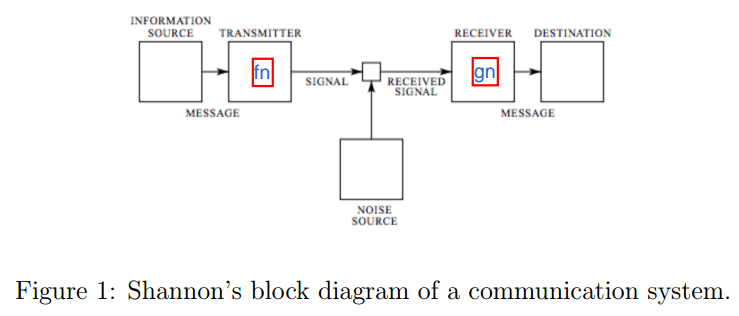 INFORMATION
SOURCE
TRANSMITTER
RECEIVER
DESTINATION
fn
gn
SIGNAL
RECEIVED
SIGNAL
MESSAGE
MESSAGE
NOISE
SOURCE
Figure 1: Shannon's block diagram of a communication system.